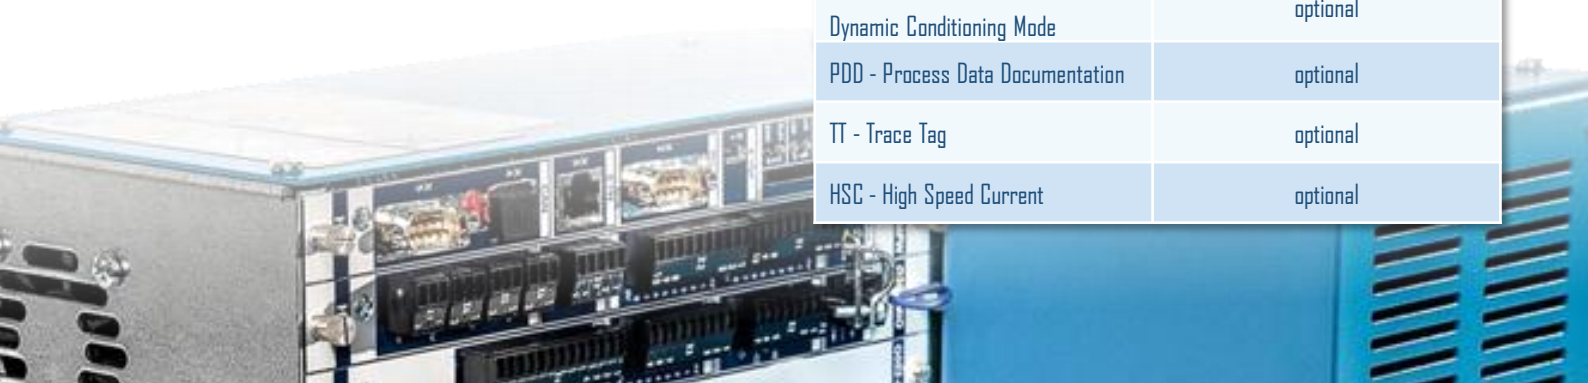 optional
Dynamic Conditioning Mode
PDD - Process Data Documentation optional
TT - Trace Tag optional
HSC - High Speed Current optional